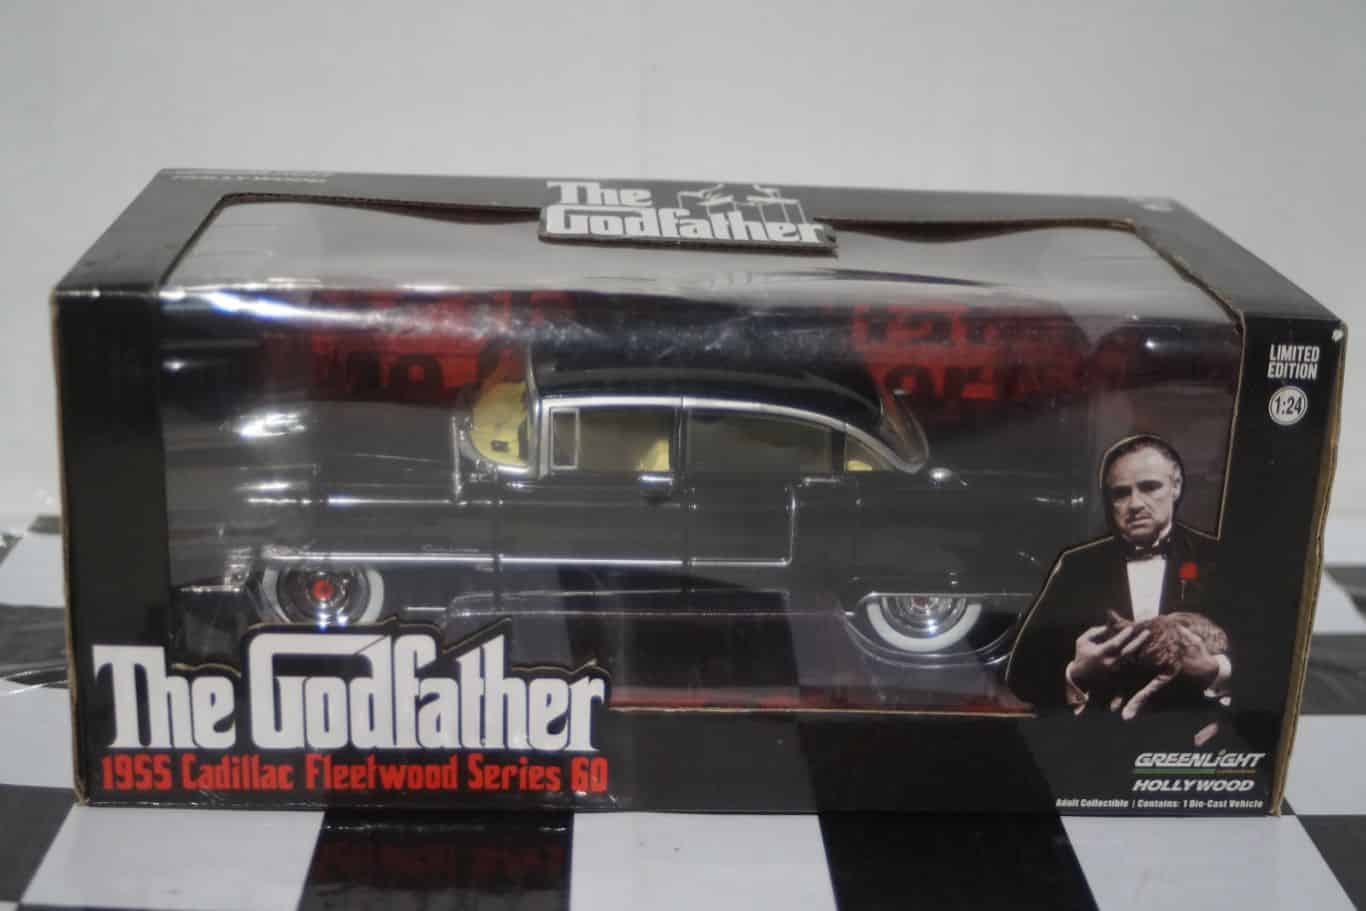 The
Godfather
LIMITED
EDITION
1:24
The Godfather
1955 Cadillac Fleetwood Series 60
GREENLiGHT
HOLLYWOOD
Adult Collectible | Contains: 1 Die-Cast Vehicle